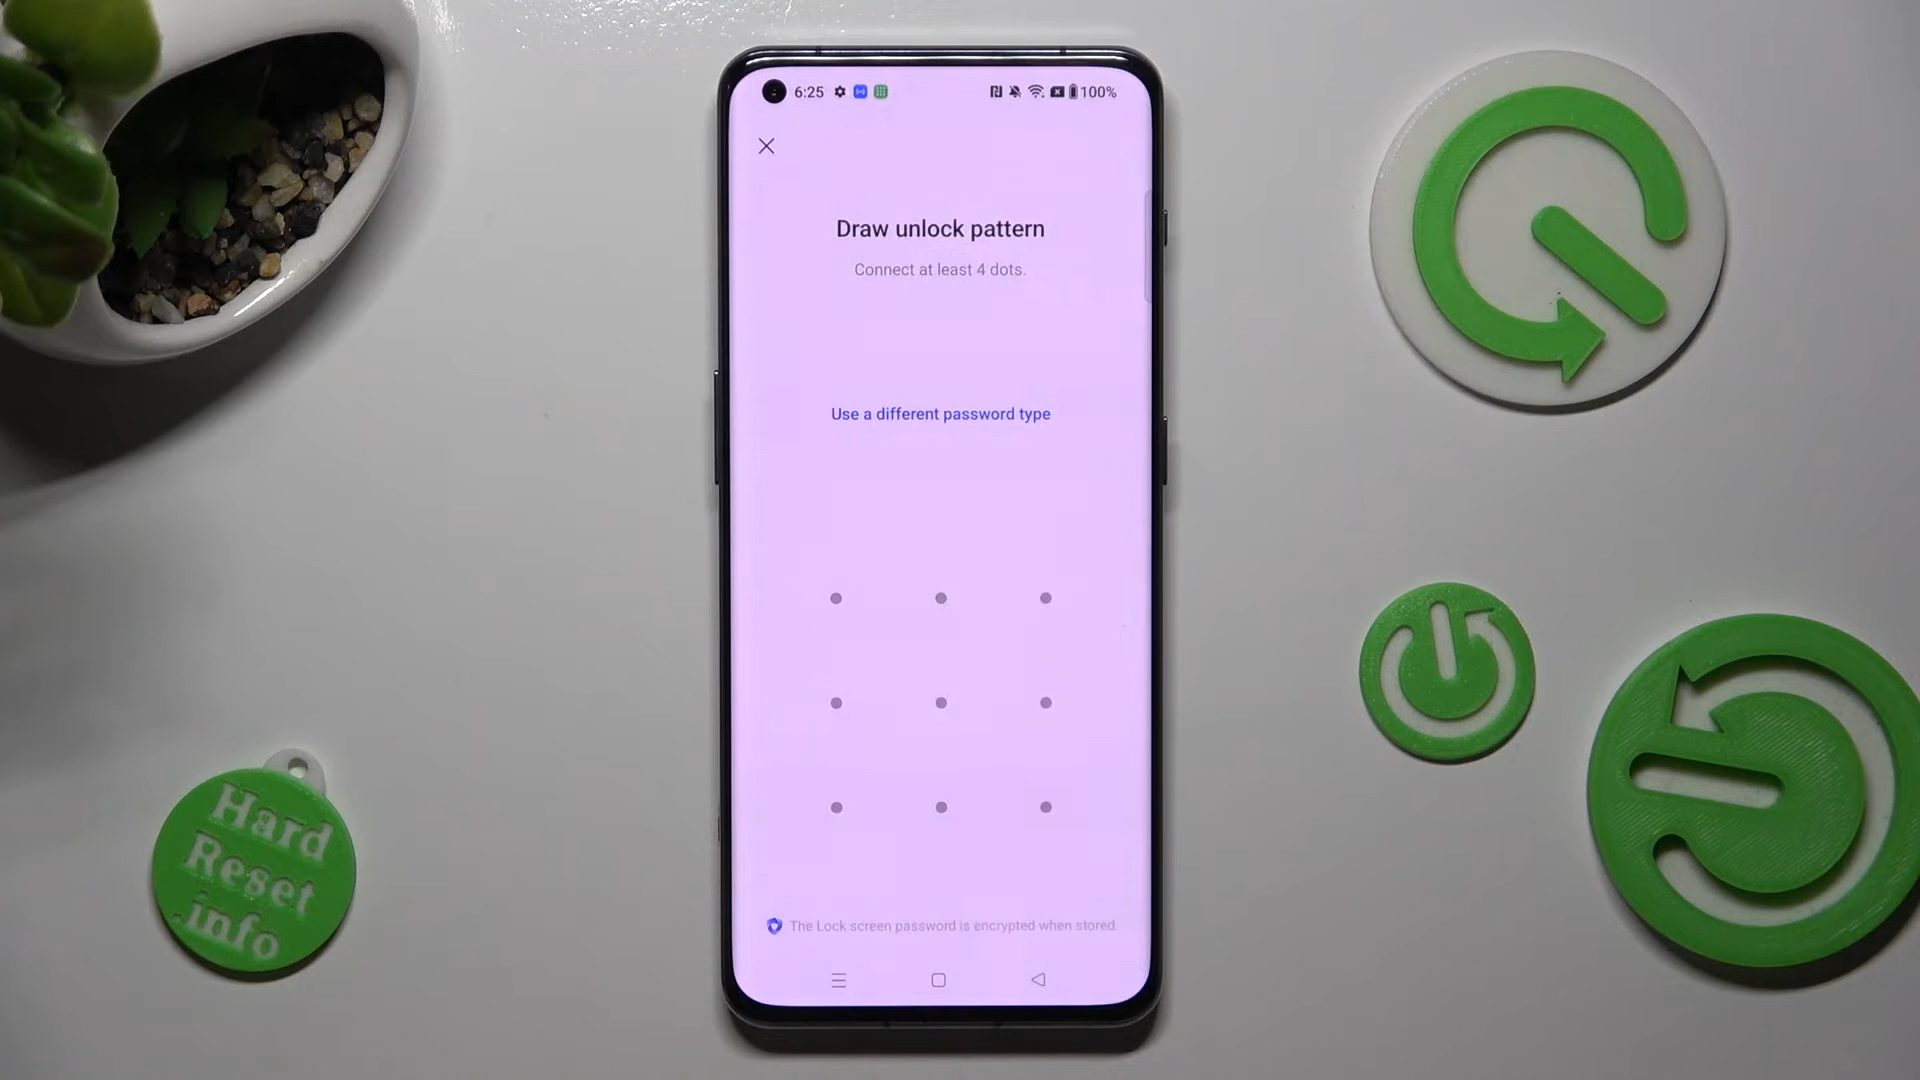 6:25
100%
Draw unlock pattern
Connect at least 4 dots.
Use a different password type
The Lock screen password is encrypted when stored.
Hard
Reset
info